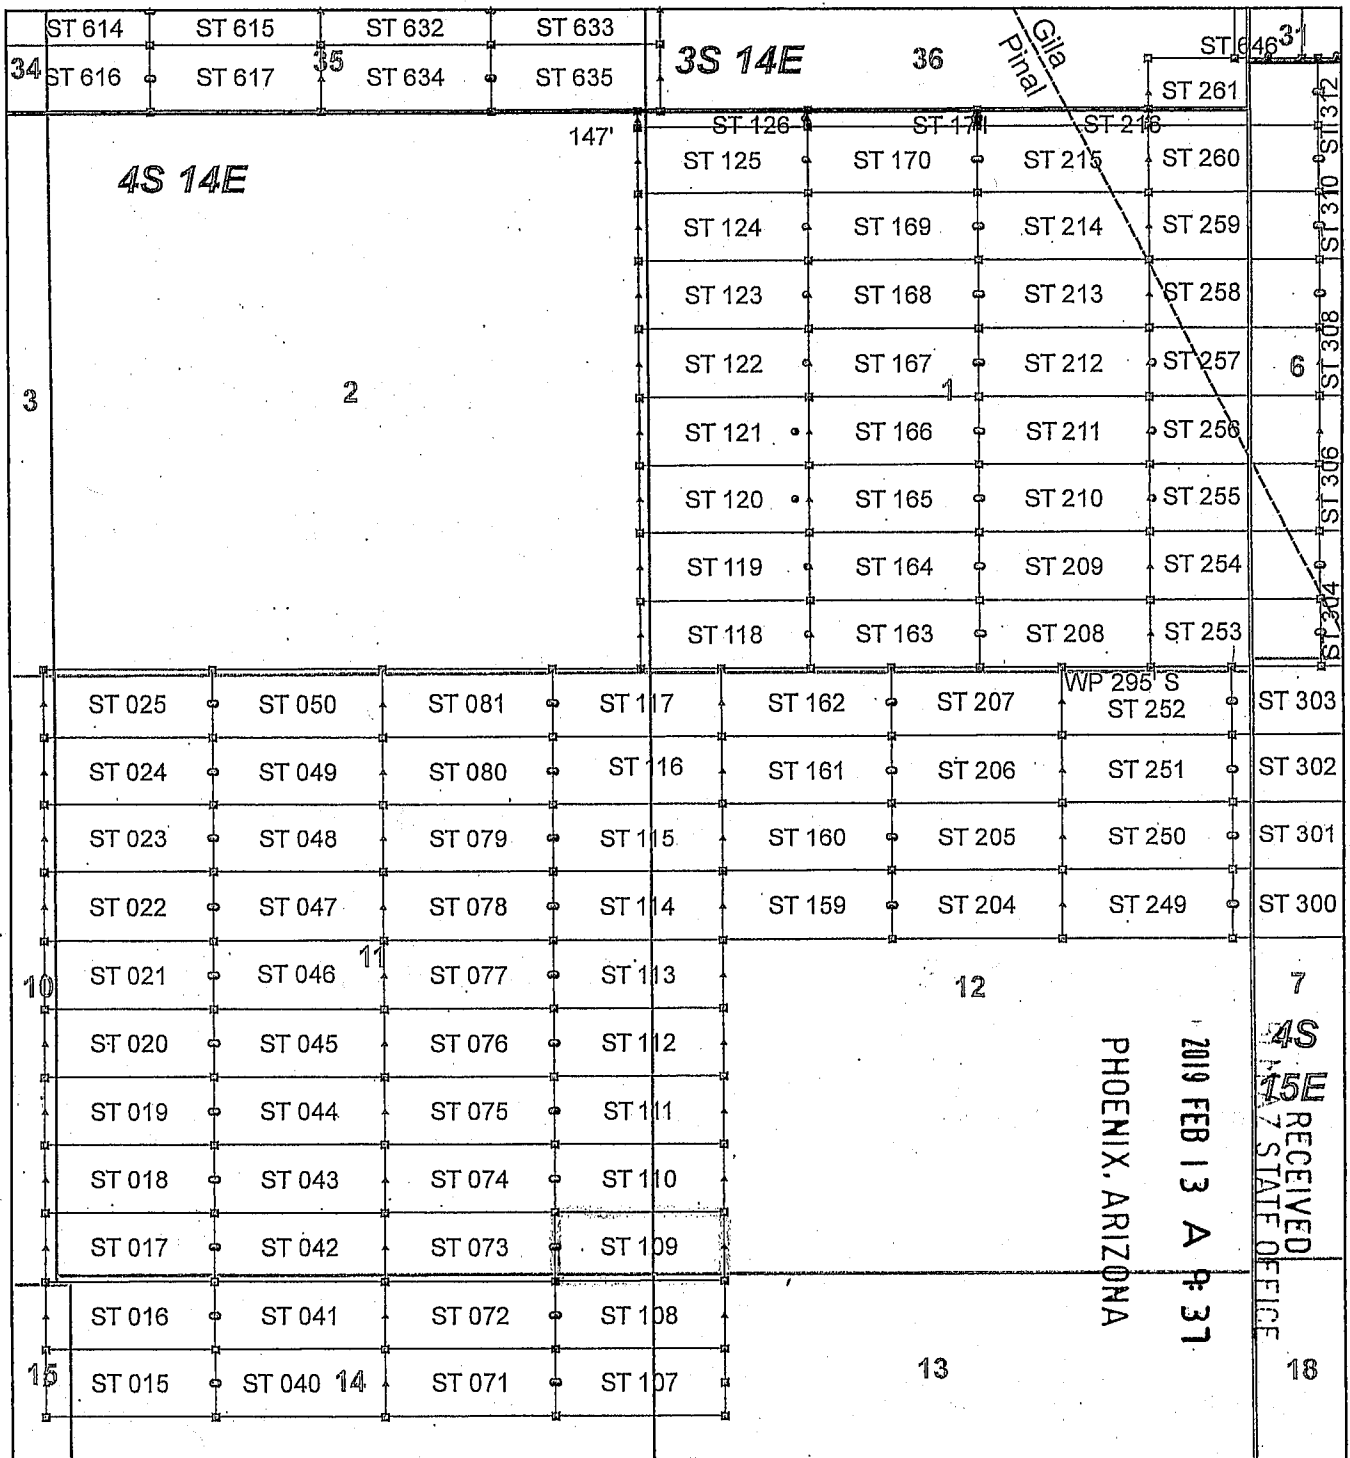 ST 614 ST 615 ST 632 ST 633
3S 14E 36 Gila Pinal ST 646 31
34 ST 616 ST 617 35 ST 634 ST 635 ST 261
147' ST 126 ST 171 ST 216 ST 312
4S 14E ST 125 ST 170 ST 215 ST 260
ST 124 ST 169 ST 214 ST 259 ST 310
ST 123 ST 168 ST 213 ST 258
ST 122 ST 167 ST 212 ST 257 6 ST 308
3 2 1
ST 121 ST 166 ST 211 ST 256
ST 120 ST 165 ST 210 ST 255 ST 306
ST 119 ST 164 ST 209 ST 254
ST 118 ST 163 ST 208 ST 253 ST 304
WP 295' S
ST 025 ST 050 ST 081 ST 117 ST 162 ST 207 ST 252 ST 303
ST 024 ST 049 ST 080 ST 116 ST 161 ST 206 ST 251 ST 302
ST 023 ST 048 ST 079 ST 115 ST 160 ST 205 ST 250 ST 301
ST 022 ST 047 ST 078 ST 114 ST 159 ST 204 ST 249 ST 300
10 ST 021 ST 046 11 ST 077 ST 113 12 7
ST 020 ST 045 ST 076 ST 112 4S
ST 019 ST 044 ST 075 ST 111 15E
ST 018 ST 043 ST 074 ST 110
ST 017 ST 042 ST 073 ST 109
ST 016 ST 041 ST 072 ST 108
15 ST 015 ST 040 14 ST 071 ST 107 13 18
RECEIVED
STATE OFFICE
2019 FEB 13 A 9:37
PHOENIX, ARIZONA